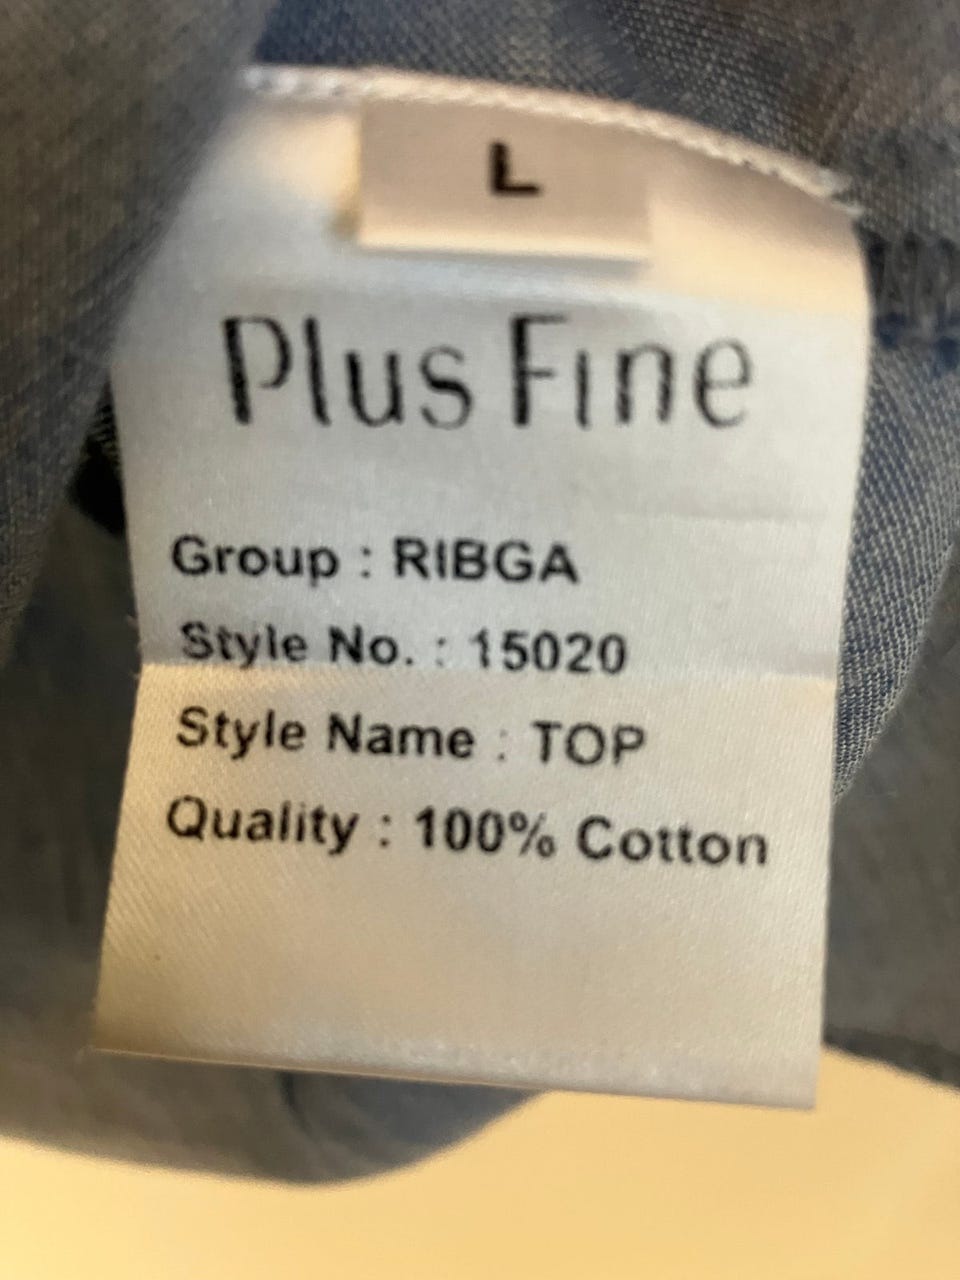 L
Plus Fine
Group : RIBGA
Style No. : 15020
Style Name : TOP
Quality : 100% Cotton